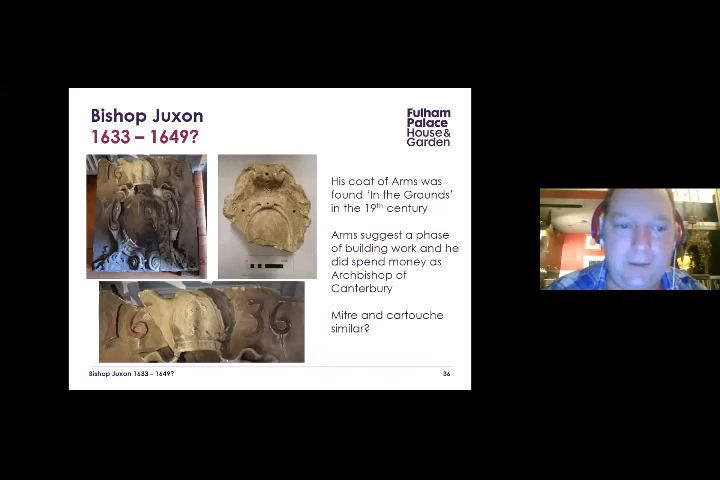 Bishop Juxon
1633 – 1649?
Fulham
Palace
House&
Garden
His coat of Arms was
found ‘In the Grounds’
in the 19th century
Arms suggest a phase
of building work and he
did spend money as
Archbishop of
Canterbury
Mitre and cartouche
similar?
16 36
Bishop Juxon 1633 – 1649?
36